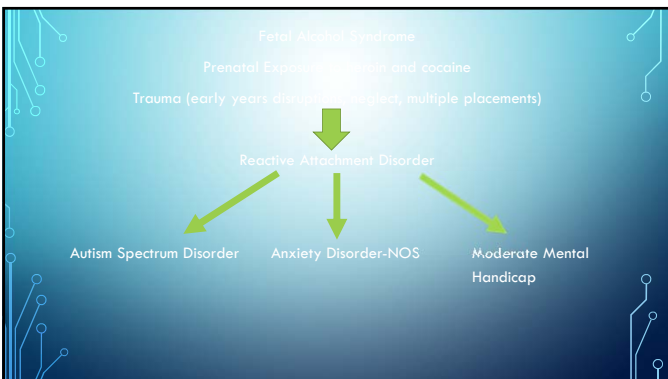 Fetal Alcohol Syndrome
Prenatal Exposure and cocaine
Trauma (early years neglect, multiple placements)
Reactive Attachment Disorder
Autism Spectrum Disorder
Anxiety Disorder-NOS
Moderate Mental
Handicap